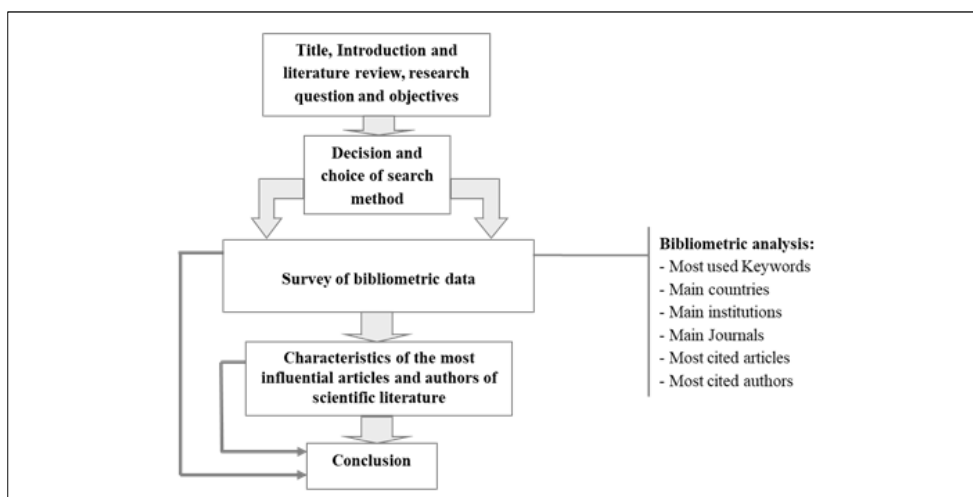 Title, Introduction and
literature review, research
question and objectives
Decision and
choice of search
method
Survey of bibliometric data
Bibliometric analysis:
- Most used Keywords
- Main countries
- Main institutions
- Main Journals
- Most cited articles
- Most cited authors
Characteristics of the most
influential articles and authors of
scientific literature
Conclusion